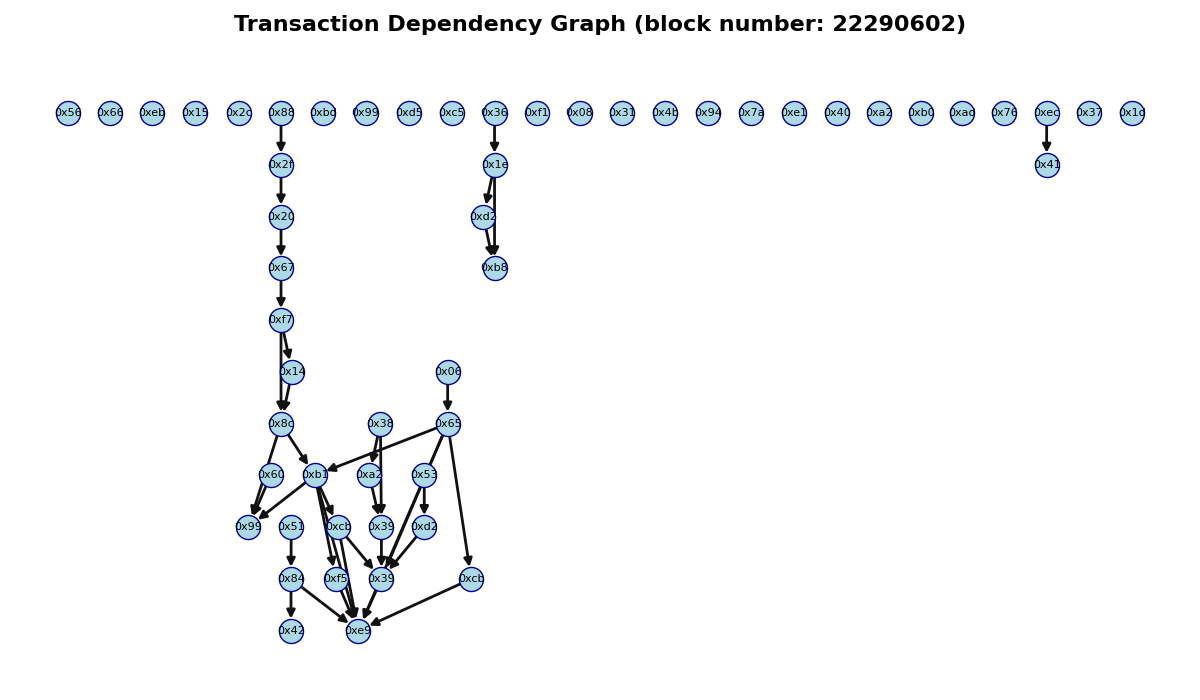 Transaction Dependency Graph (block number: 22290602)
0x56 0x66 0xeb 0x15 0x2c 0x88 0xbd 0x99 0xd5 0xc5 0x36 0xf1 0x08 0x31 0x4b 0x94 0x7a 0xe1 0x40 0xa2 0xb0 0xad 0x76 0xec 0x37 0x1d
0x2f 0x1e 0x41
0x20 0xd2
0x67 0xb8
0xf7
0x14 0x06
0x8c 0x38 0x65
0x60 0xb1 0xa2 0x53
0x99 0x51 0xcb 0x39 0xd2
0x84 0xf5 0x39 0xcb
0x42 0xe9